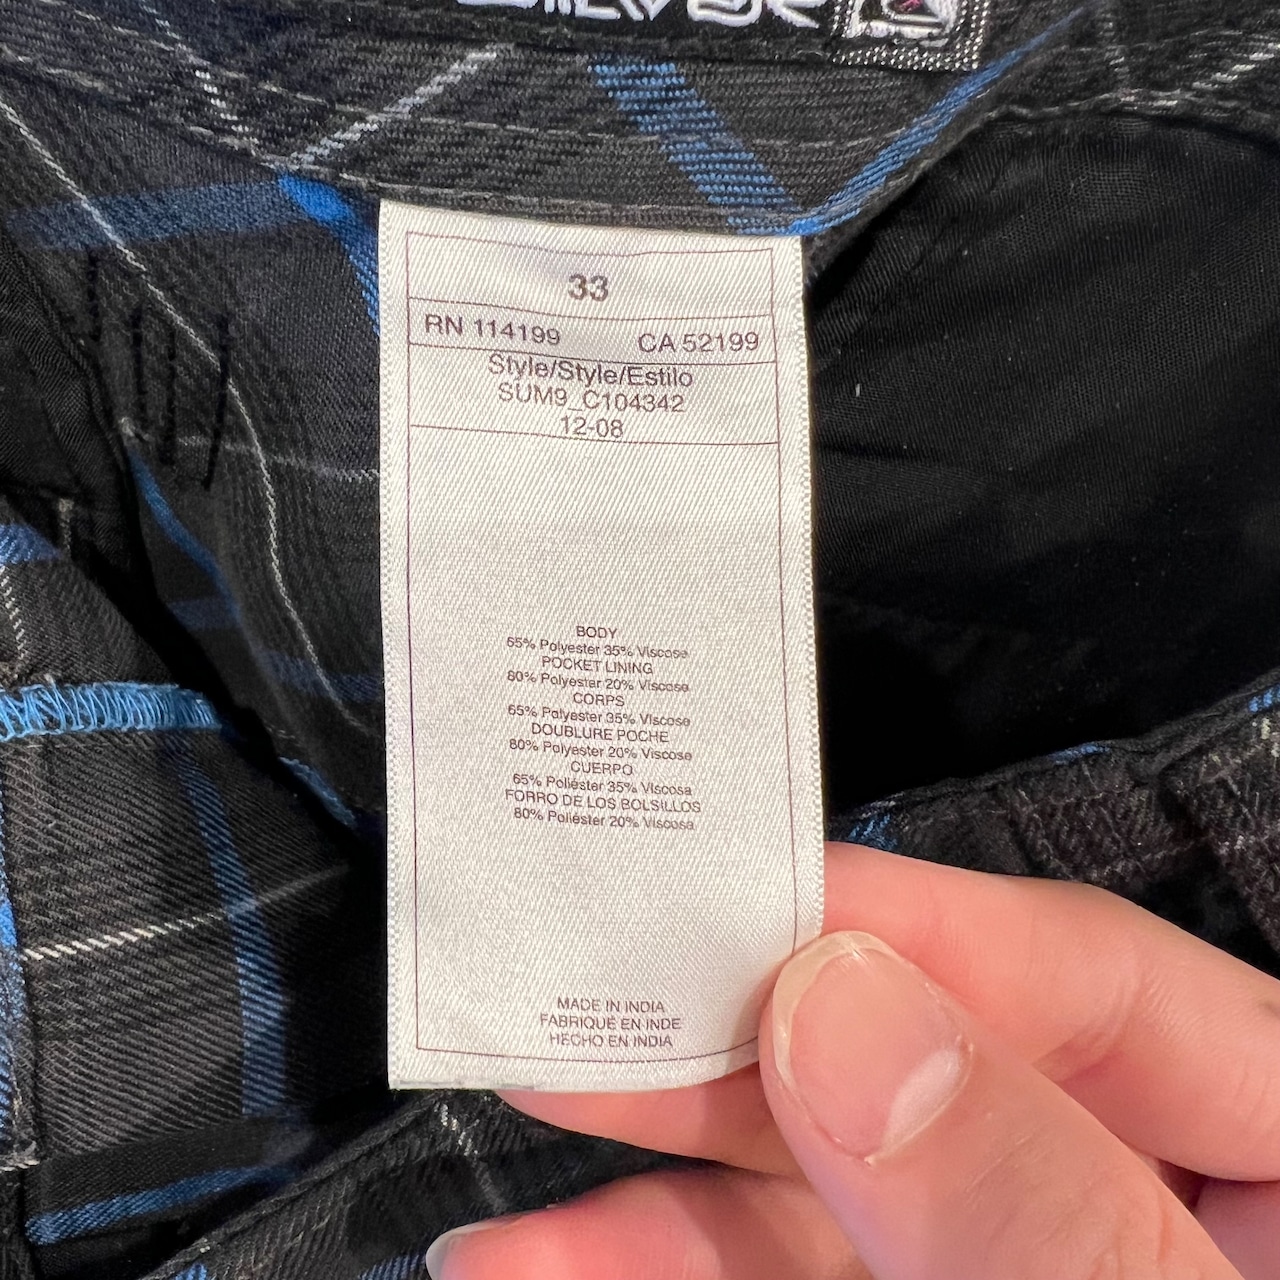 33
RN 114199 CA 52199
Style/Style/Estilo
SUM9_C104342
12-08
BODY
65% Polyester 35% Viscose
POCKET LINING
80% Polyester 20% Viscose
CORPS
65% Polyester 35% Viscose
DOUBLURE POCHE
80% Polyester 20% Viscose
CUERPO
65% Poliéster 35% Viscosa
FORRO DE LOS BOLSILLOS
80% Poliéster 20% Viscosa
MADE IN INDIA
FABRIQUÉ EN INDE
HECHO EN INDIA